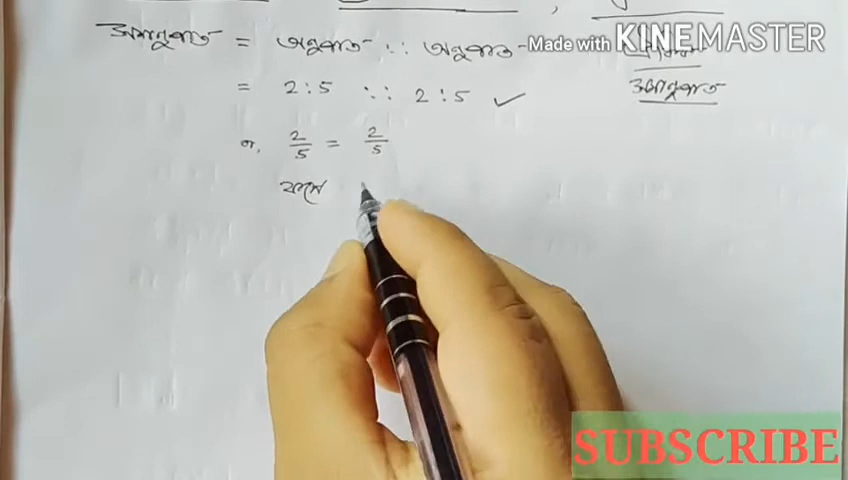 সমানুপাত = অনুপাত :: অনুপাত
Made with KINEMASTER
সমানুপাত
= 2:5 :: 2:5 ✓
বা, 2/5 = 2/5
SUBSCRIBE